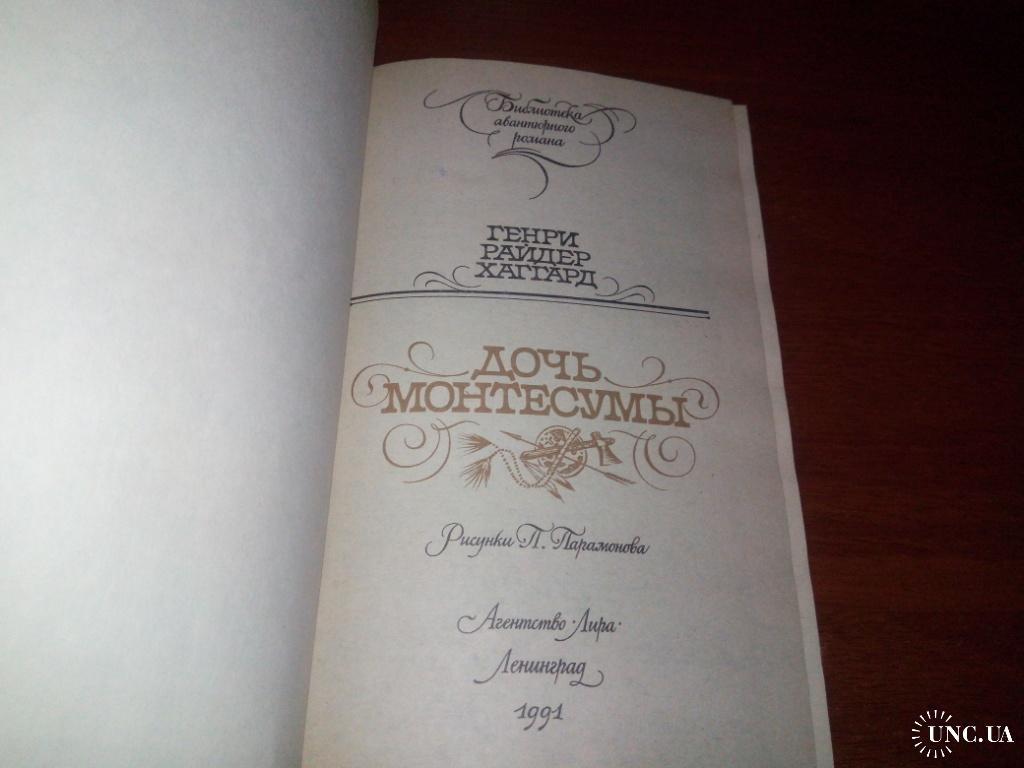 Библиотека
авантюрного
романа
ГЕНРИ
РАЙДЕР
ХАГГАРД
ДОЧЬ
МОНТЕСУМЫ
Рисунки П. Парамонова
Агентство · Лира ·
Ленинград
1991
UNC.UA